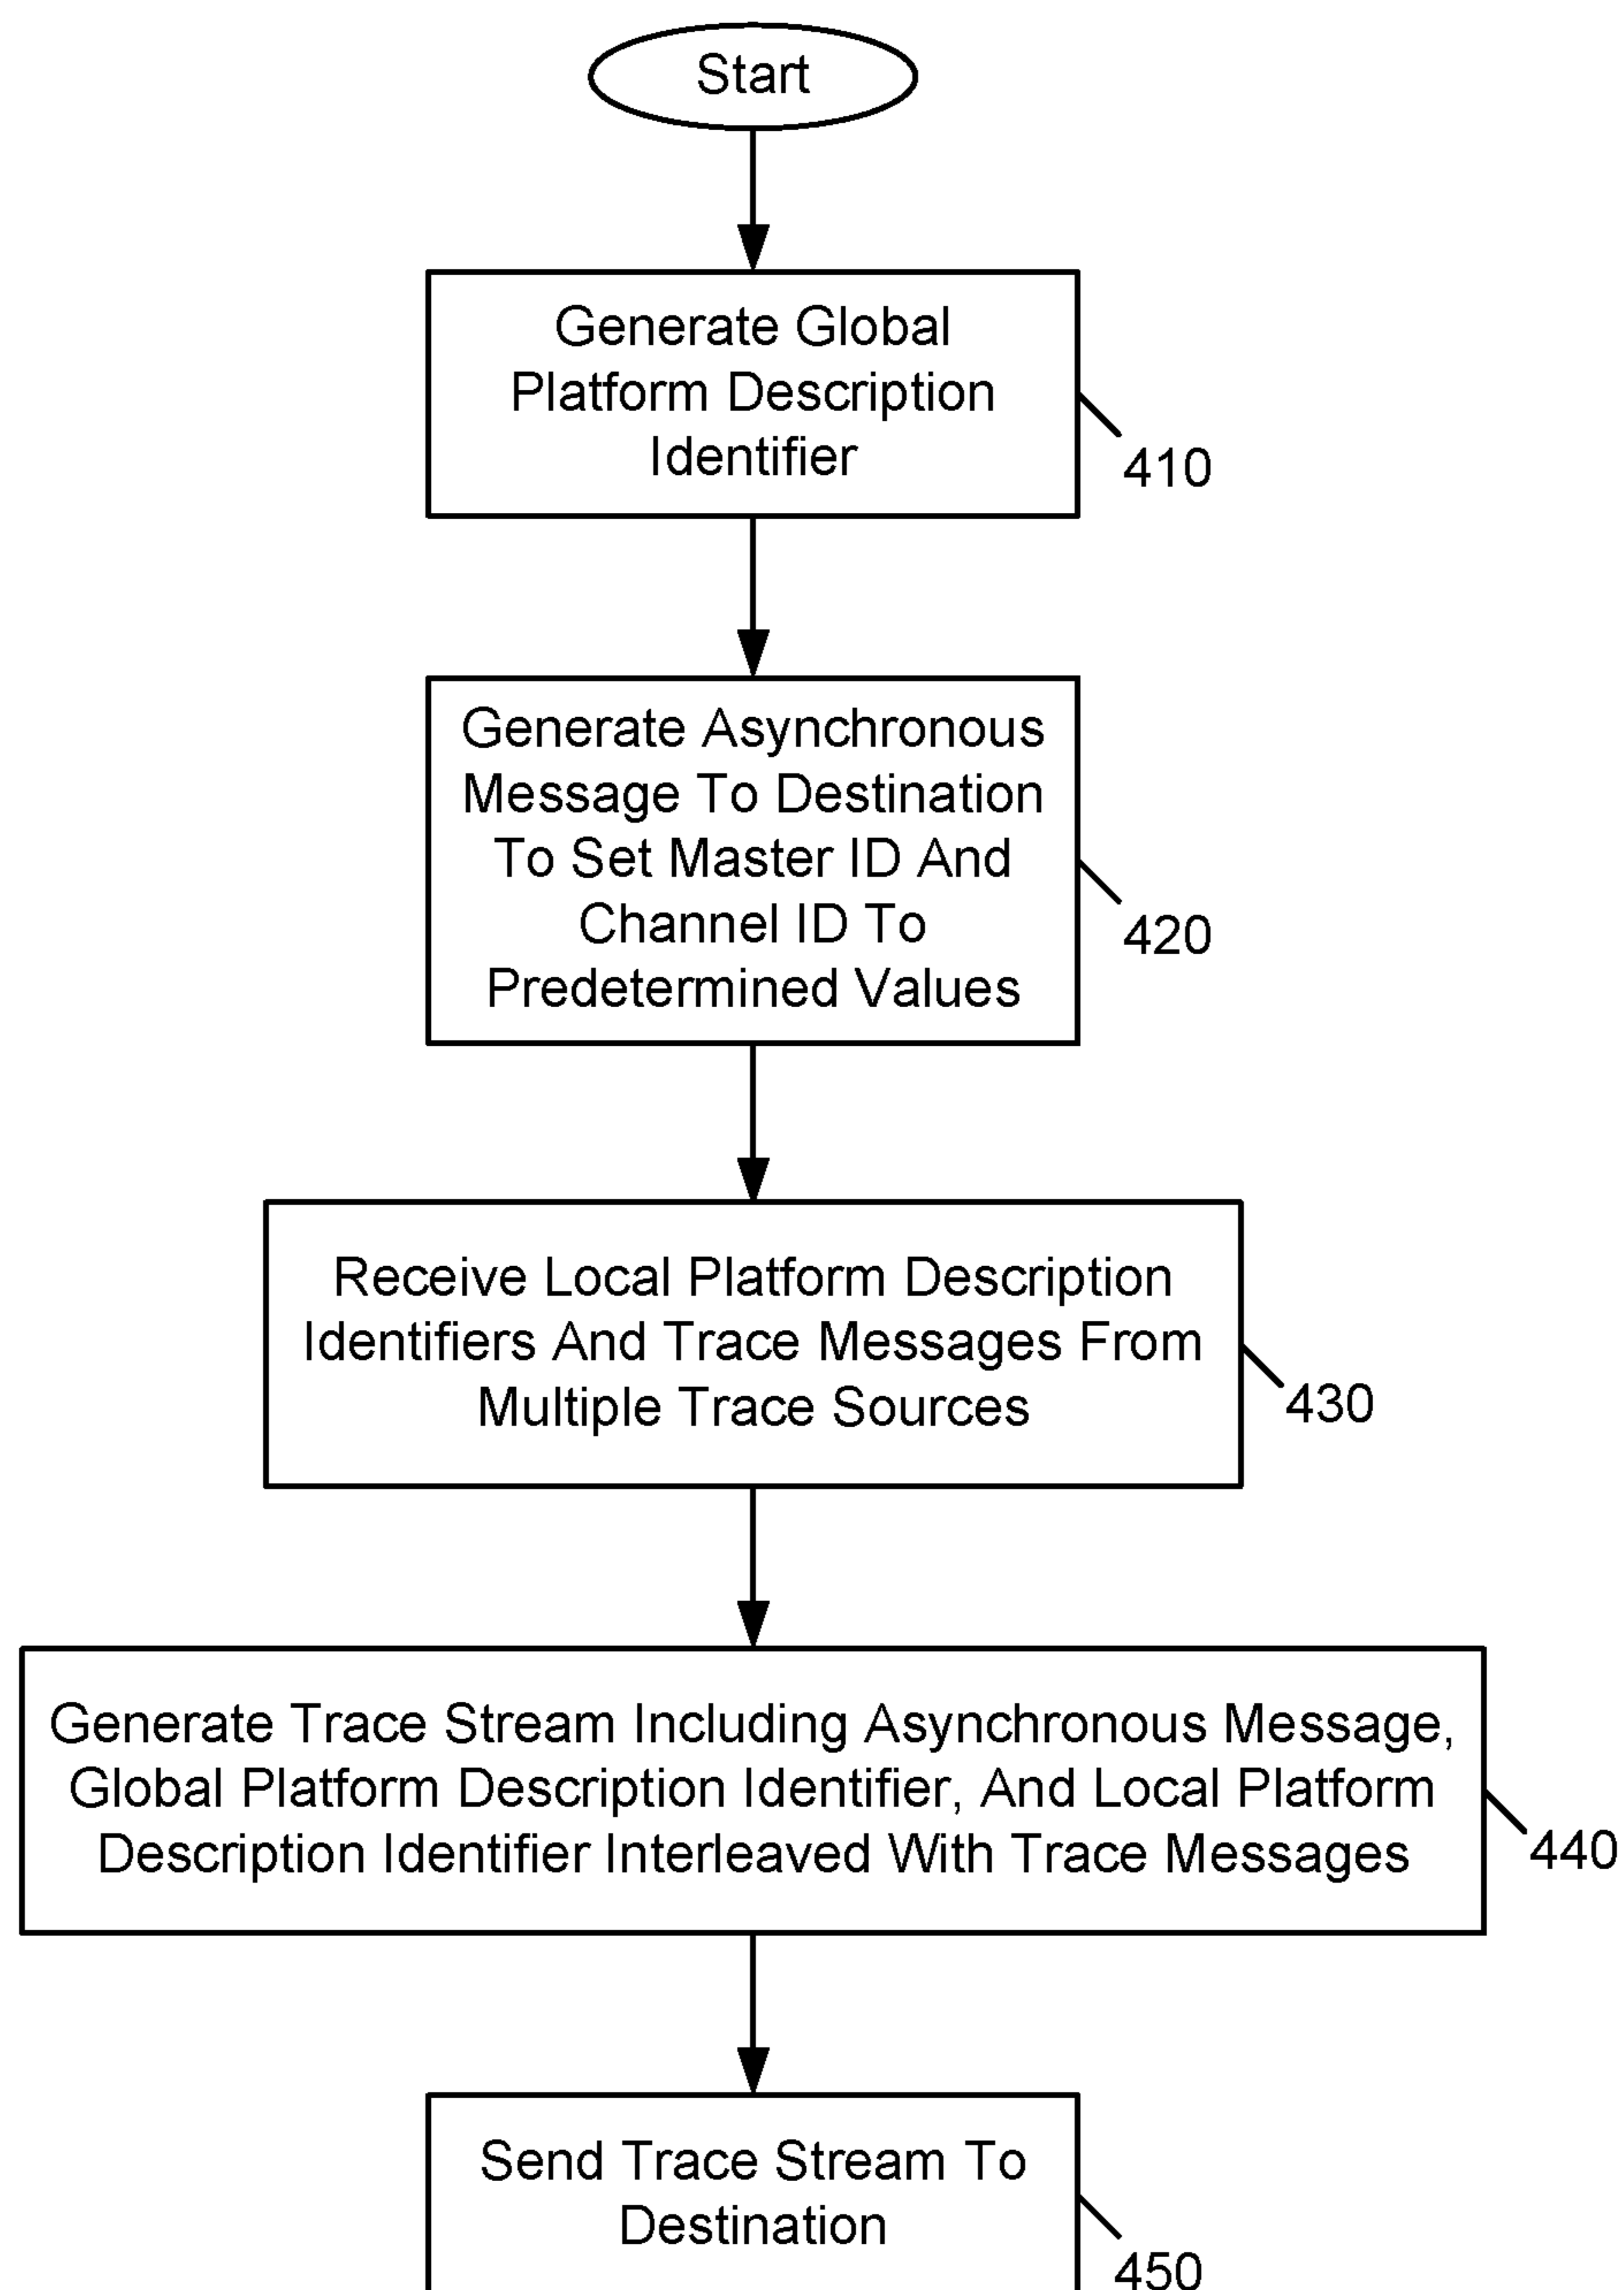 Start
Generate Global
Platform Description
Identifier
410
Generate Asynchronous
Message To Destination
To Set Master ID And
Channel ID To
Predetermined Values
420
Receive Local Platform Description
Identifiers And Trace Messages From
Multiple Trace Sources
430
Generate Trace Stream Including Asynchronous Message,
Global Platform Description Identifier, And Local Platform
Description Identifier Interleaved With Trace Messages
440
Send Trace Stream To
Destination
450